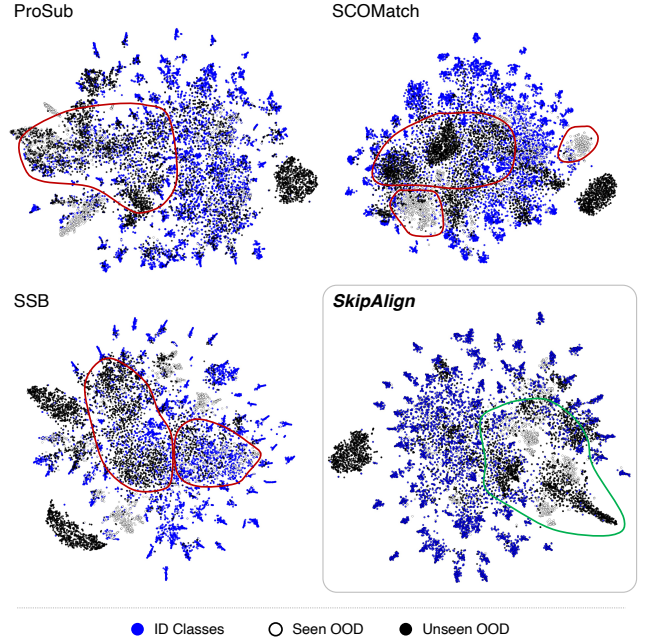 ProSub
SCOMatch
SSB
SkipAlign
ID Classes
Seen OOD
Unseen OOD